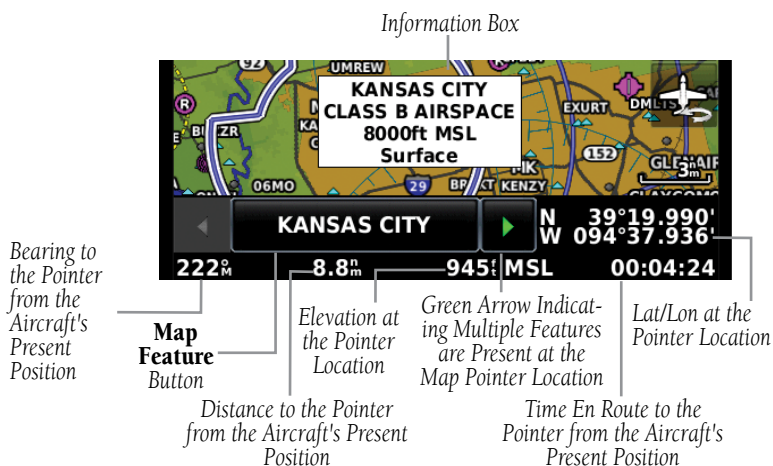 Information Box
92
UMREW
KANSAS CITY
CLASS B AIRSPACE
8000ft MSL
Surface
R
EXURT
152
06MO
29
KENZY
3nm
KANSAS CITY
N 39°19.990'
W 094°37.936'
222°M
8.8nm
945ft MSL
00:04:24
Bearing to
the Pointer
from the
Aircraft's
Present
Position
Map
Feature
Button
Elevation at
the Pointer
Location
Green Arrow Indicat-
ing Multiple Features
are Present at the
Map Pointer Location
Lat/Lon at the
Pointer Location
Distance to the Pointer
from the Aircraft's Present
Position
Time En Route to the
Pointer from the Aircraft's
Present Position